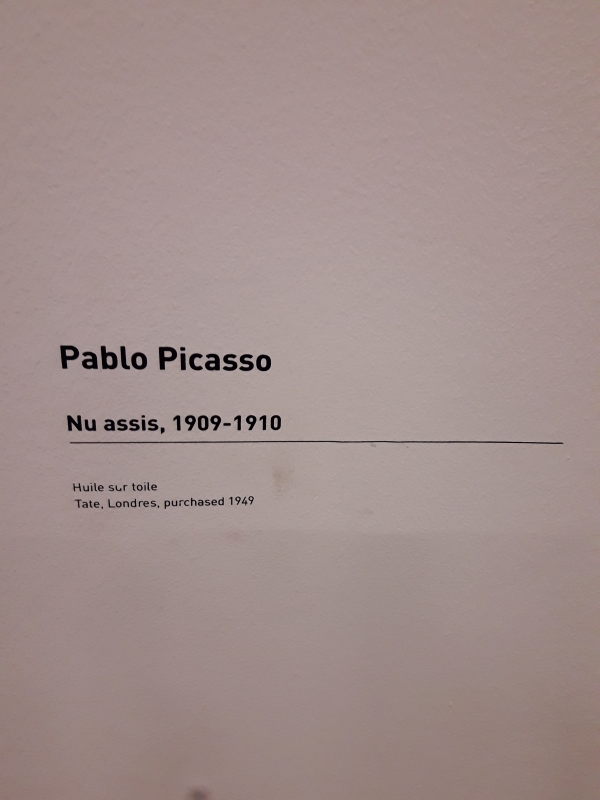 Pablo Picasso
Nu assis, 1909-1910
Huile sur toile
Tate, Londres, purchased 1949